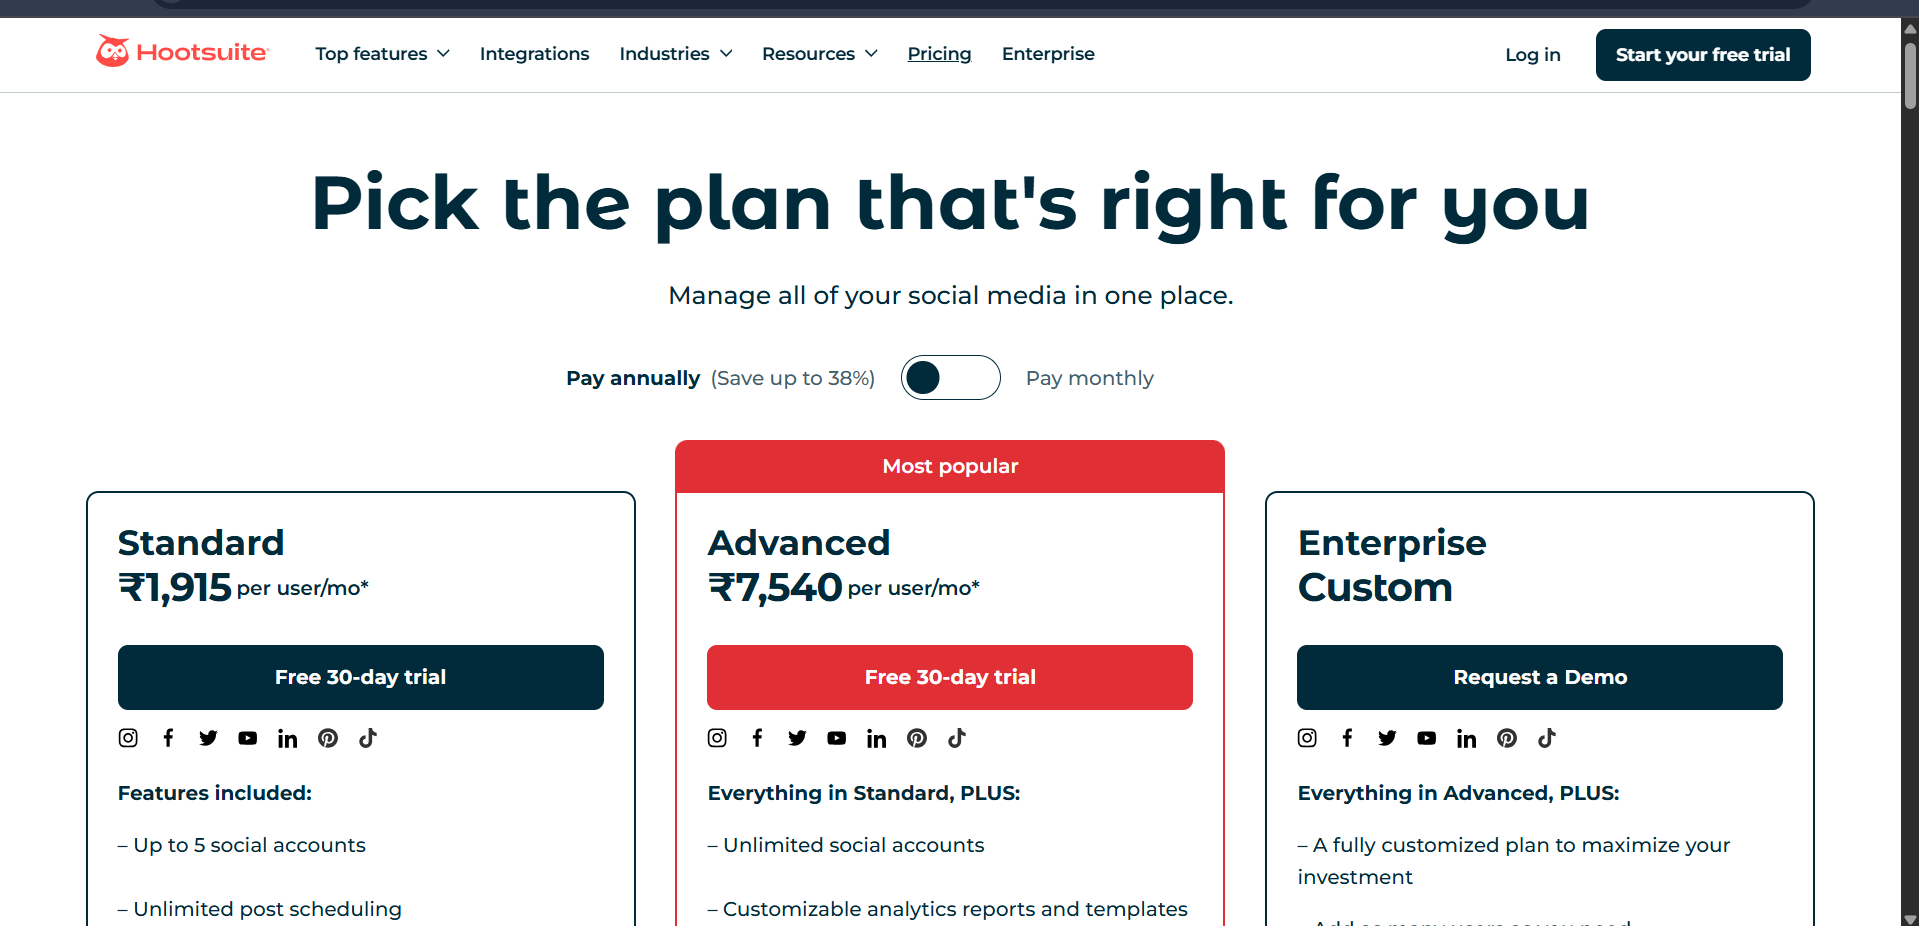 Hootsuite
Top features
Integrations
Industries
Resources
Pricing
Enterprise
Log in
Start your free trial
Pick the plan that's right for you
Manage all of your social media in one place.
Pay annually (Save up to 38%)
Pay monthly
Most popular
Standard
₹1,915 per user/mo*
Free 30-day trial
Features included:
– Up to 5 social accounts
– Unlimited post scheduling
Advanced
₹7,540 per user/mo*
Free 30-day trial
Everything in Standard, PLUS:
– Unlimited social accounts
– Customizable analytics reports and templates
Enterprise
Custom
Request a Demo
Everything in Advanced, PLUS:
– A fully customized plan to maximize your
investment